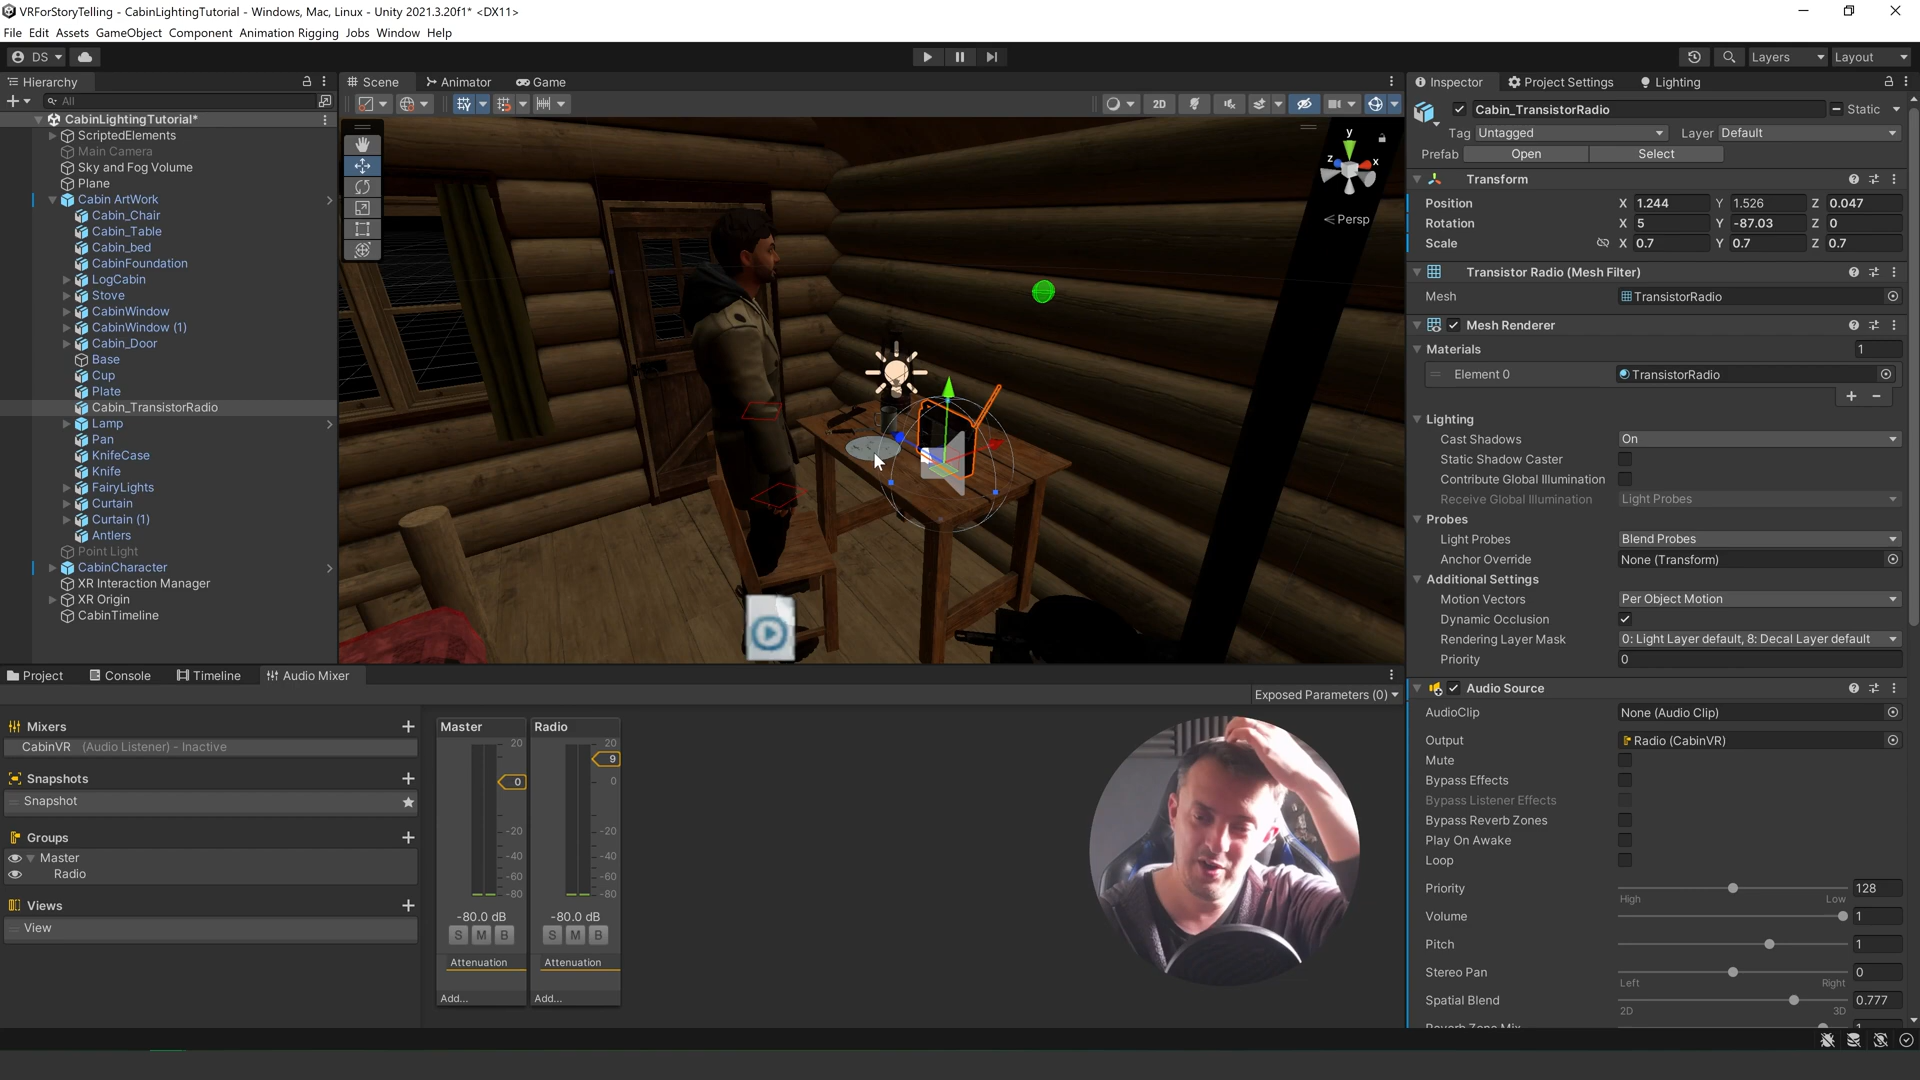 VRForStoryTelling - CabinLightingTutorial - Windows, Mac, Linux - Unity 2021.3.20f1* <DX11>
File Edit Assets GameObject Component Animation Rigging Jobs Window Help
DS
Layers
Layout
Hierarchy
All
CabinLightingTutorial*
ScriptedElements
Main Camera
Sky and Fog Volume
Plane
Cabin ArtWork
Cabin_Chair
Cabin_Table
Cabin_bed
CabinFoundation
LogCabin
Stove
CabinWindow
CabinWindow (1)
Cabin_Door
Base
Cup
Plate
Cabin_TransistorRadio
Lamp
Pan
KnifeCase
Knife
FairyLights
Curtain
Curtain (1)
Antlers
Point Light
CabinCharacter
XR Interaction Manager
XR Origin
CabinTimeline
Scene
Animator
Game
2D
y
z
x
Persp
Inspector
Project Settings
Lighting
Cabin_TransistorRadio
Static
Tag Untagged
Layer Default
Prefab Open Select
Transform
Position X 1.244 Y 1.526 Z 0.047
Rotation X 5 Y -87.03 Z 0
Scale X 0.7 Y 0.7 Z 0.7
Transistor Radio (Mesh Filter)
Mesh TransistorRadio
Mesh Renderer
Materials 1
Element 0 TransistorRadio
Lighting
Cast Shadows On
Static Shadow Caster
Contribute Global Illumination
Receive Global Illumination Light Probes
Probes
Light Probes Blend Probes
Anchor Override None (Transform)
Additional Settings
Motion Vectors Per Object Motion
Dynamic Occlusion
Rendering Layer Mask 0: Light Layer default, 8: Decal Layer default
Priority 0
Audio Source
AudioClip None (Audio Clip)
Output Radio (CabinVR)
Mute
Bypass Effects
Bypass Listener Effects
Bypass Reverb Zones
Play On Awake
Loop
Priority 128
High Low
Volume 1
Pitch 1
Stereo Pan 0
Left Right
Spatial Blend 0.777
2D 3D
Reverb Zone Mix 1
Project
Console
Timeline
Audio Mixer
Exposed Parameters (0)
Mixers
CabinVR (Audio Listener) - Inactive
Snapshots
Snapshot
Groups
Master
Radio
Views
View
Master
20
0
-20
-40
-60
-80
-80.0 dB
S M B
Attenuation
Add...
Radio
20
9
0
-20
-40
-60
-80
-80.0 dB
S M B
Attenuation
Add...